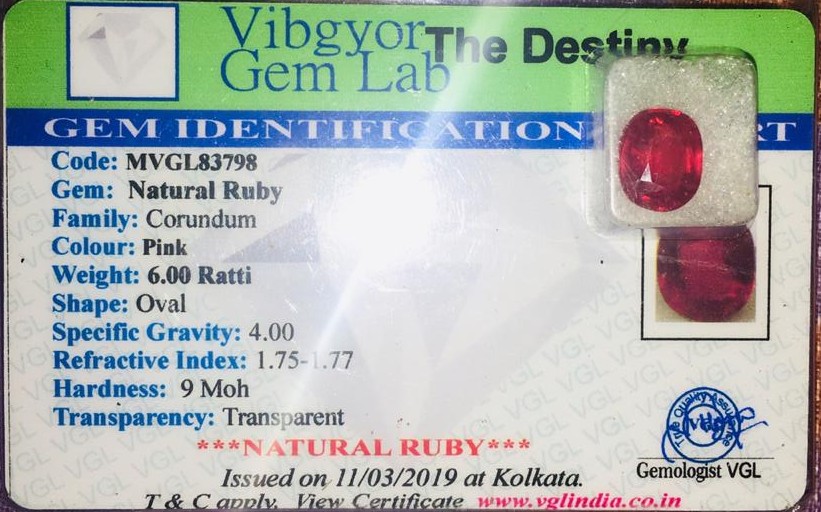 Vibgyor The Destiny
Gem Lab
GEM IDENTIFICATION RT
Code: MVGL83798
Gem: Natural Ruby
Family: Corundum
Colour: Pink
Weight: 6.00 Ratti
Shape: Oval
Specific Gravity: 4.00
Refractive Index: 1.75-1.77
Hardness: 9 Moh
Transparency: Transparent
***NATURAL RUBY***
Issued on 11/03/2019 at Kolkata.
Gemologist VGL
T & C apply. View Certificate www.vglindia.co.in